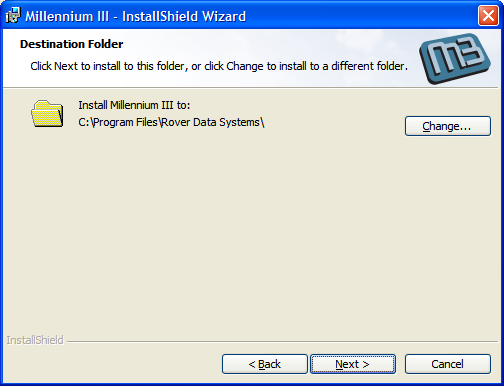 Millennium III - InstallShield Wizard
Destination Folder
Click Next to install to this folder, or click Change to install to a different folder.
M3
Install Millennium III to:
C:\Program Files\Rover Data Systems\
Change...
InstallShield
< Back
Next >
Cancel